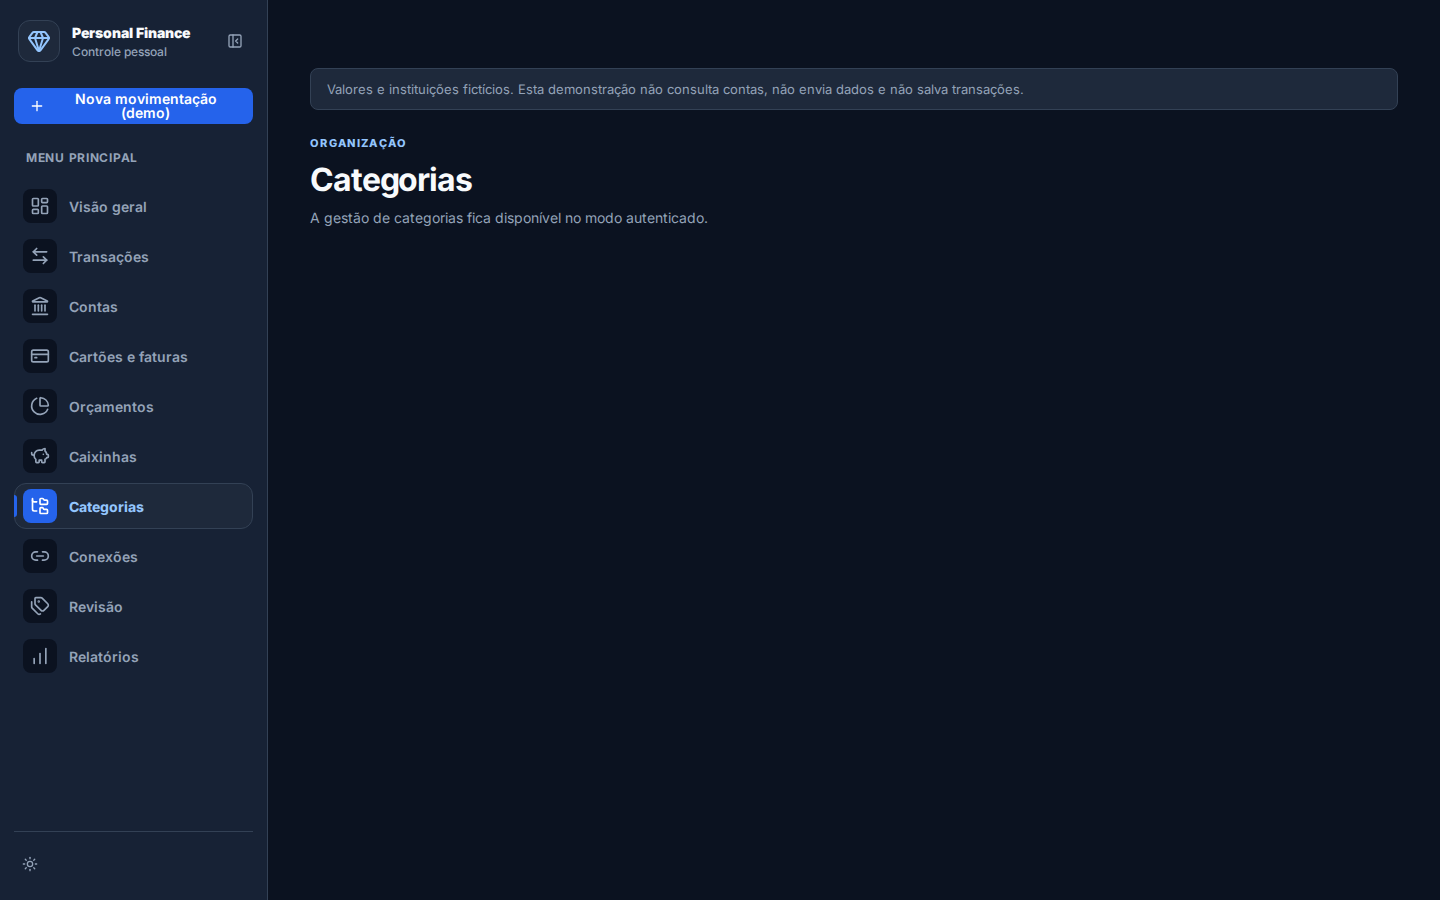 Personal Finance
Controle pessoal
Nova movimentação
(demo)
MENU PRINCIPAL
Visão geral
Transações
Contas
Cartões e faturas
Orçamentos
Caixinhas
Categorias
Conexões
Revisão
Relatórios
Valores e instituições fictícios. Esta demonstração não consulta contas, não envia dados e não salva transações.
ORGANIZAÇÃO
Categorias
A gestão de categorias fica disponível no modo autenticado.